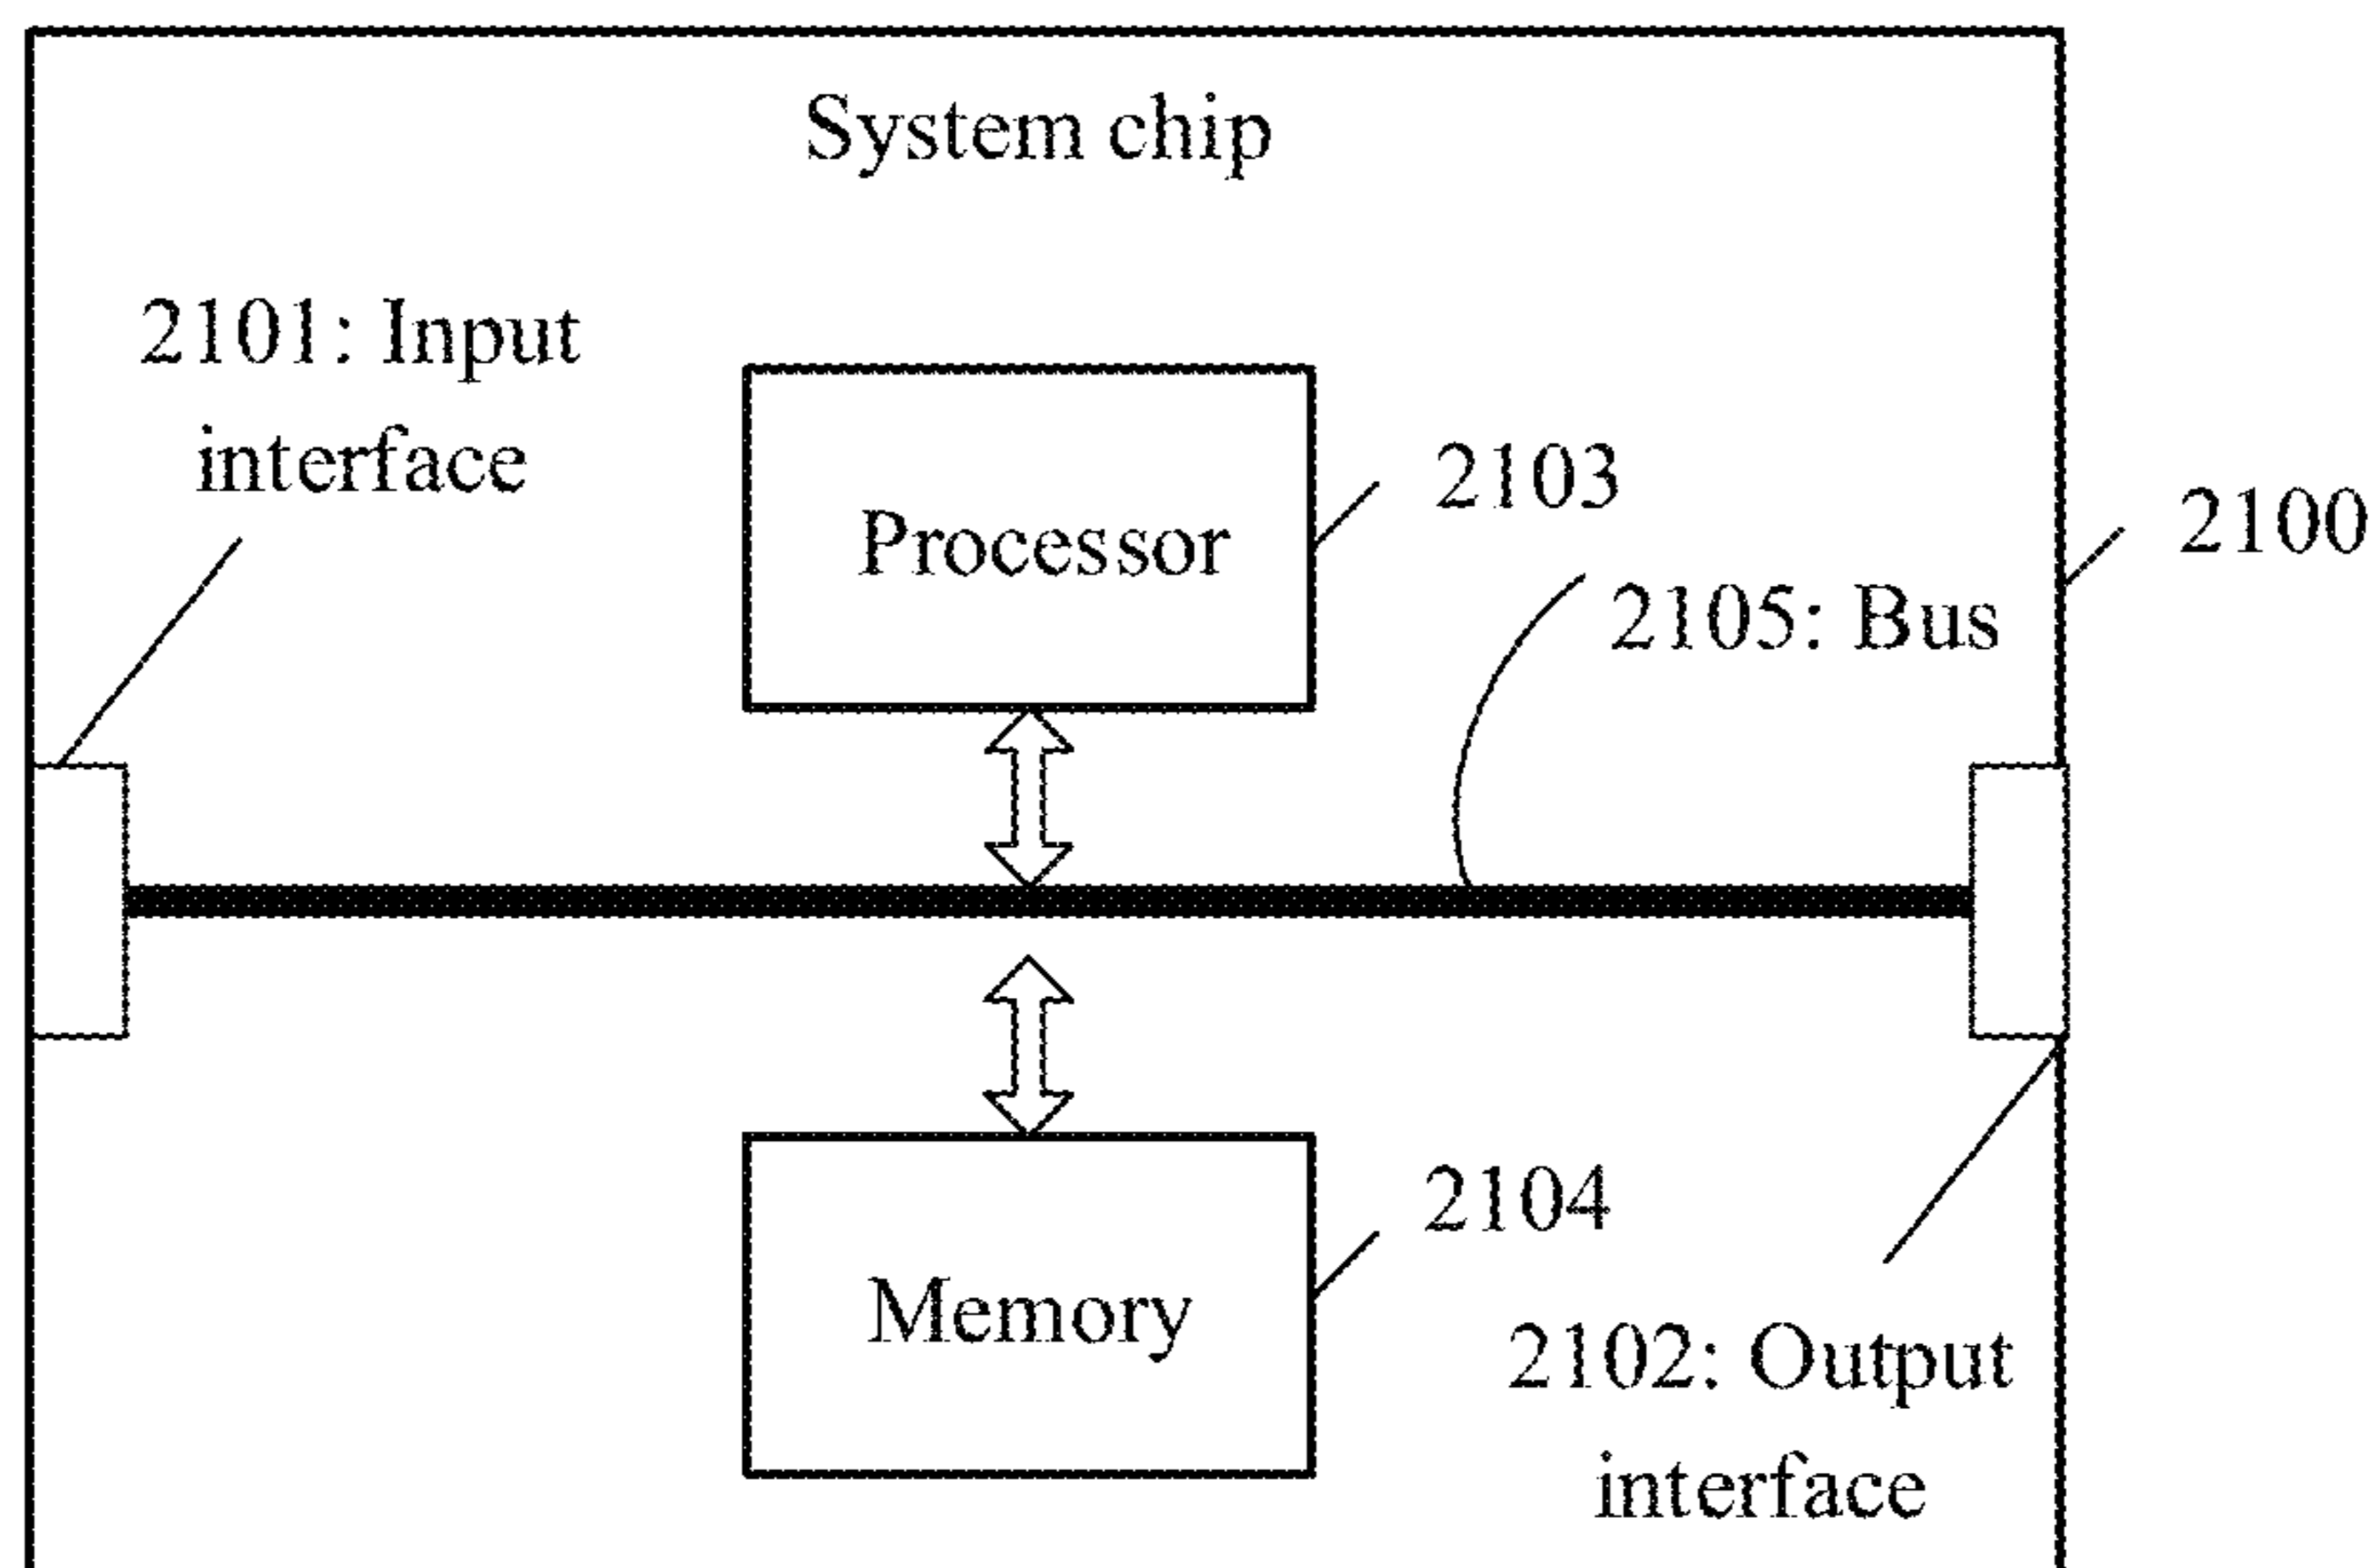 System chip
2101: Input
interface
Processor
2103
2100
2105: Bus
2104
Memory
2102: Output
interface